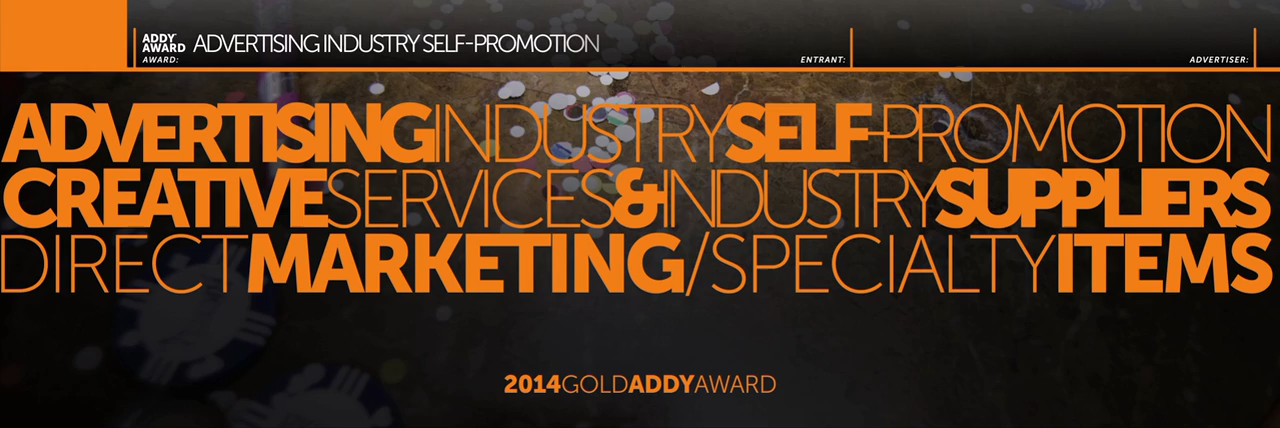 ADDY AWARD ADVERTISING INDUSTRY SELF-PROMOTION
AWARD:
ENTRANT:
ADVERTISER:
ADVERTISINGINDUSTRYSELF-PROMOTION
CREATIVESERVICES&INDUSTRYSUPPLIERS
DIRECTMARKETING/SPECIALTYITEMS
2014GOLDADDYAWARD